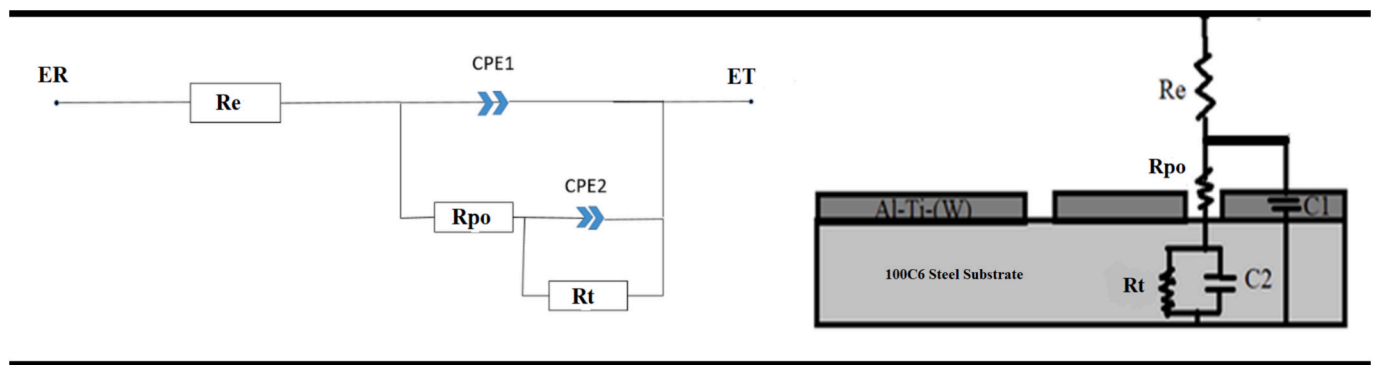 CPE1
ER
ET
Re
CPE2
Rpo
Rt
Re
Rpo
Al-Ti-(W)
C1
100C6 Steel Substrate
Rt
C2